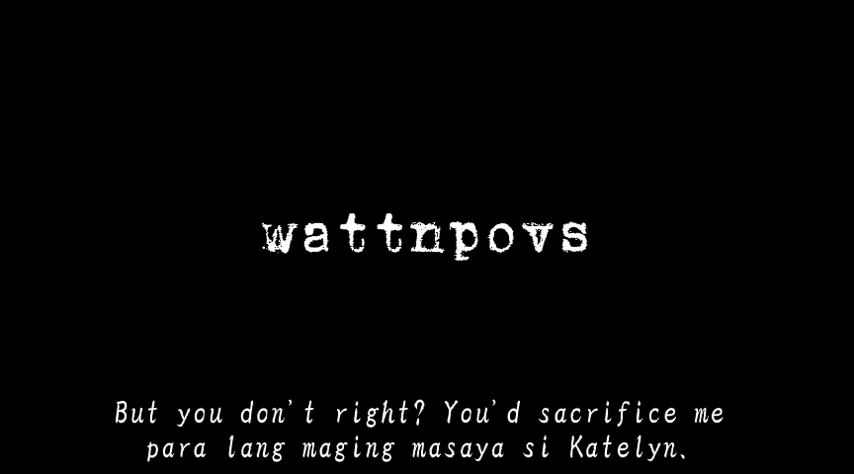 wattnpovs
But you don't right? You'd sacrifice me
para lang maging masaya si Katelyn.